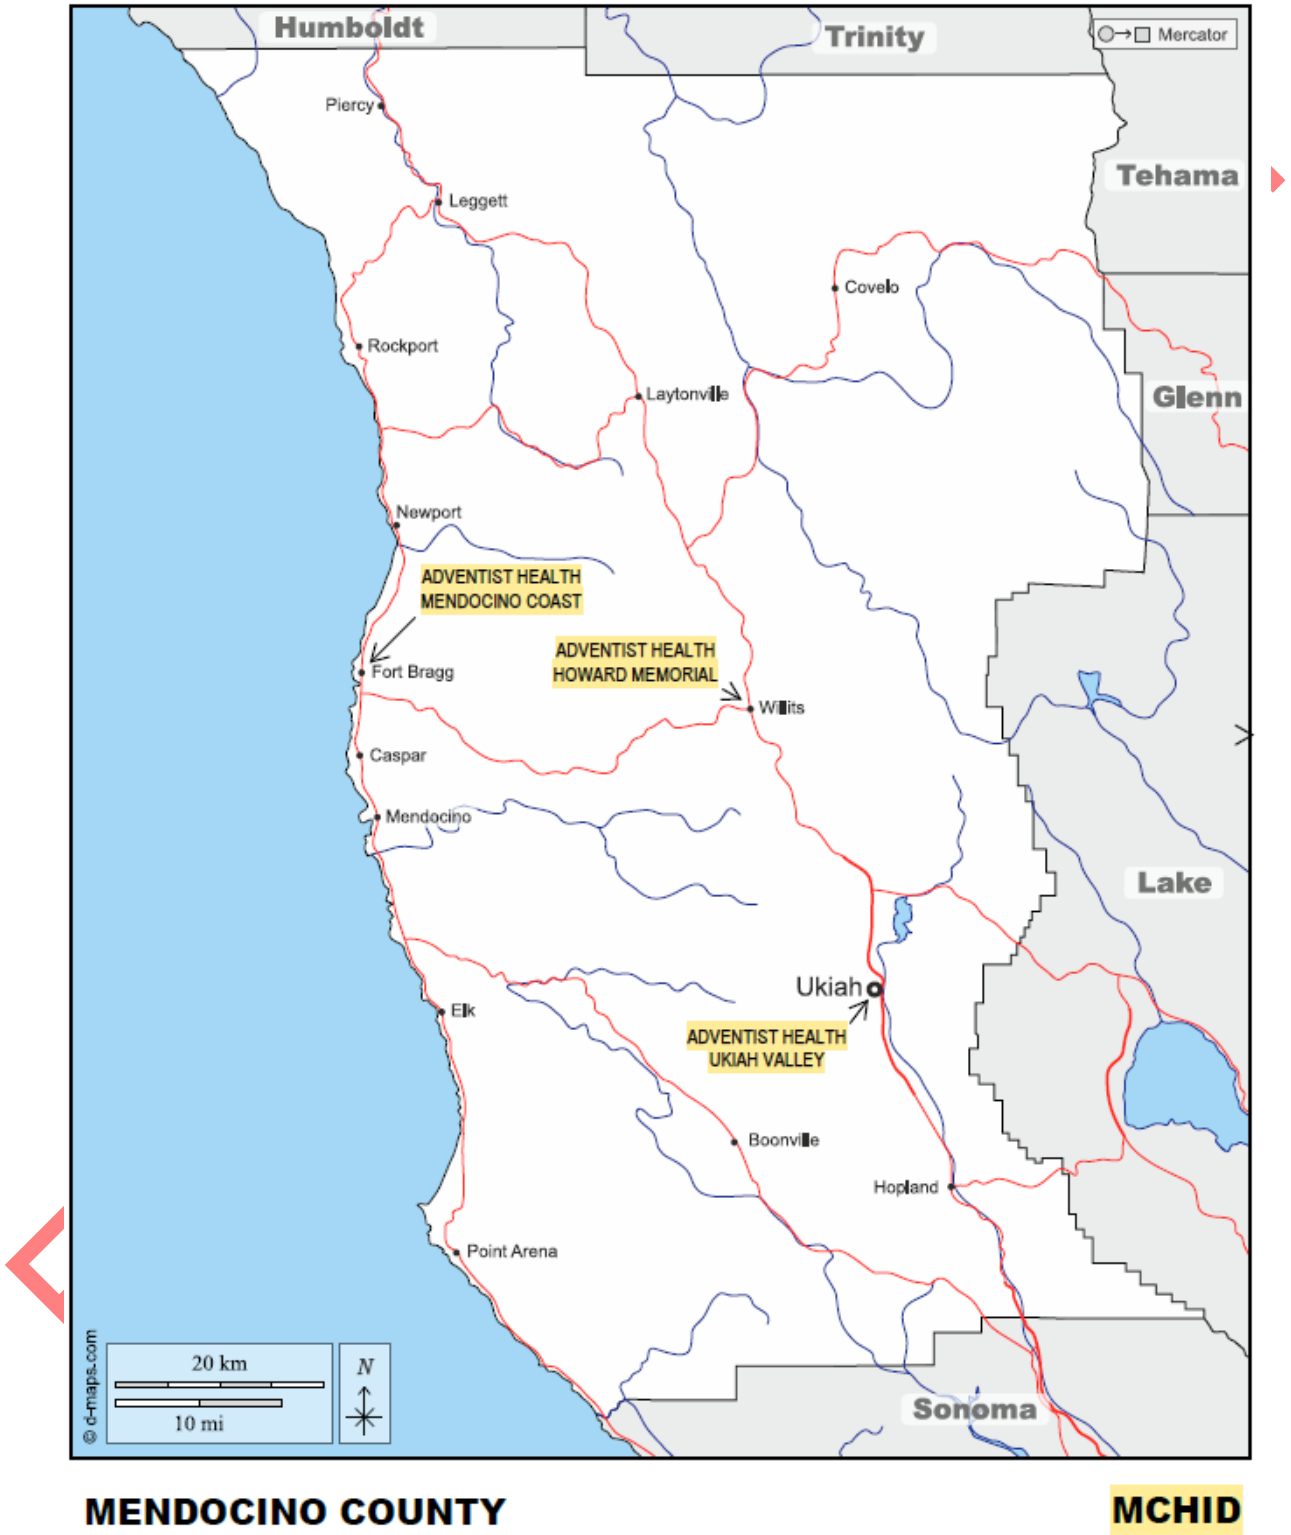 Humboldt
Trinity
Mercator
Piercy
Tehama
Leggett
Covelo
Rockport
Laytonville
Glenn
Newport
ADVENTIST HEALTH
MENDOCINO COAST
ADVENTIST HEALTH
HOWARD MEMORIAL
Fort Bragg
Willits
Caspar
Mendocino
Lake
Ukiah
Elk
ADVENTIST HEALTH
UKIAH VALLEY
Boonville
Hopland
Point Arena
© d-maps.com
20 km
10 mi
N
Sonoma
MENDOCINO COUNTY
MCHID